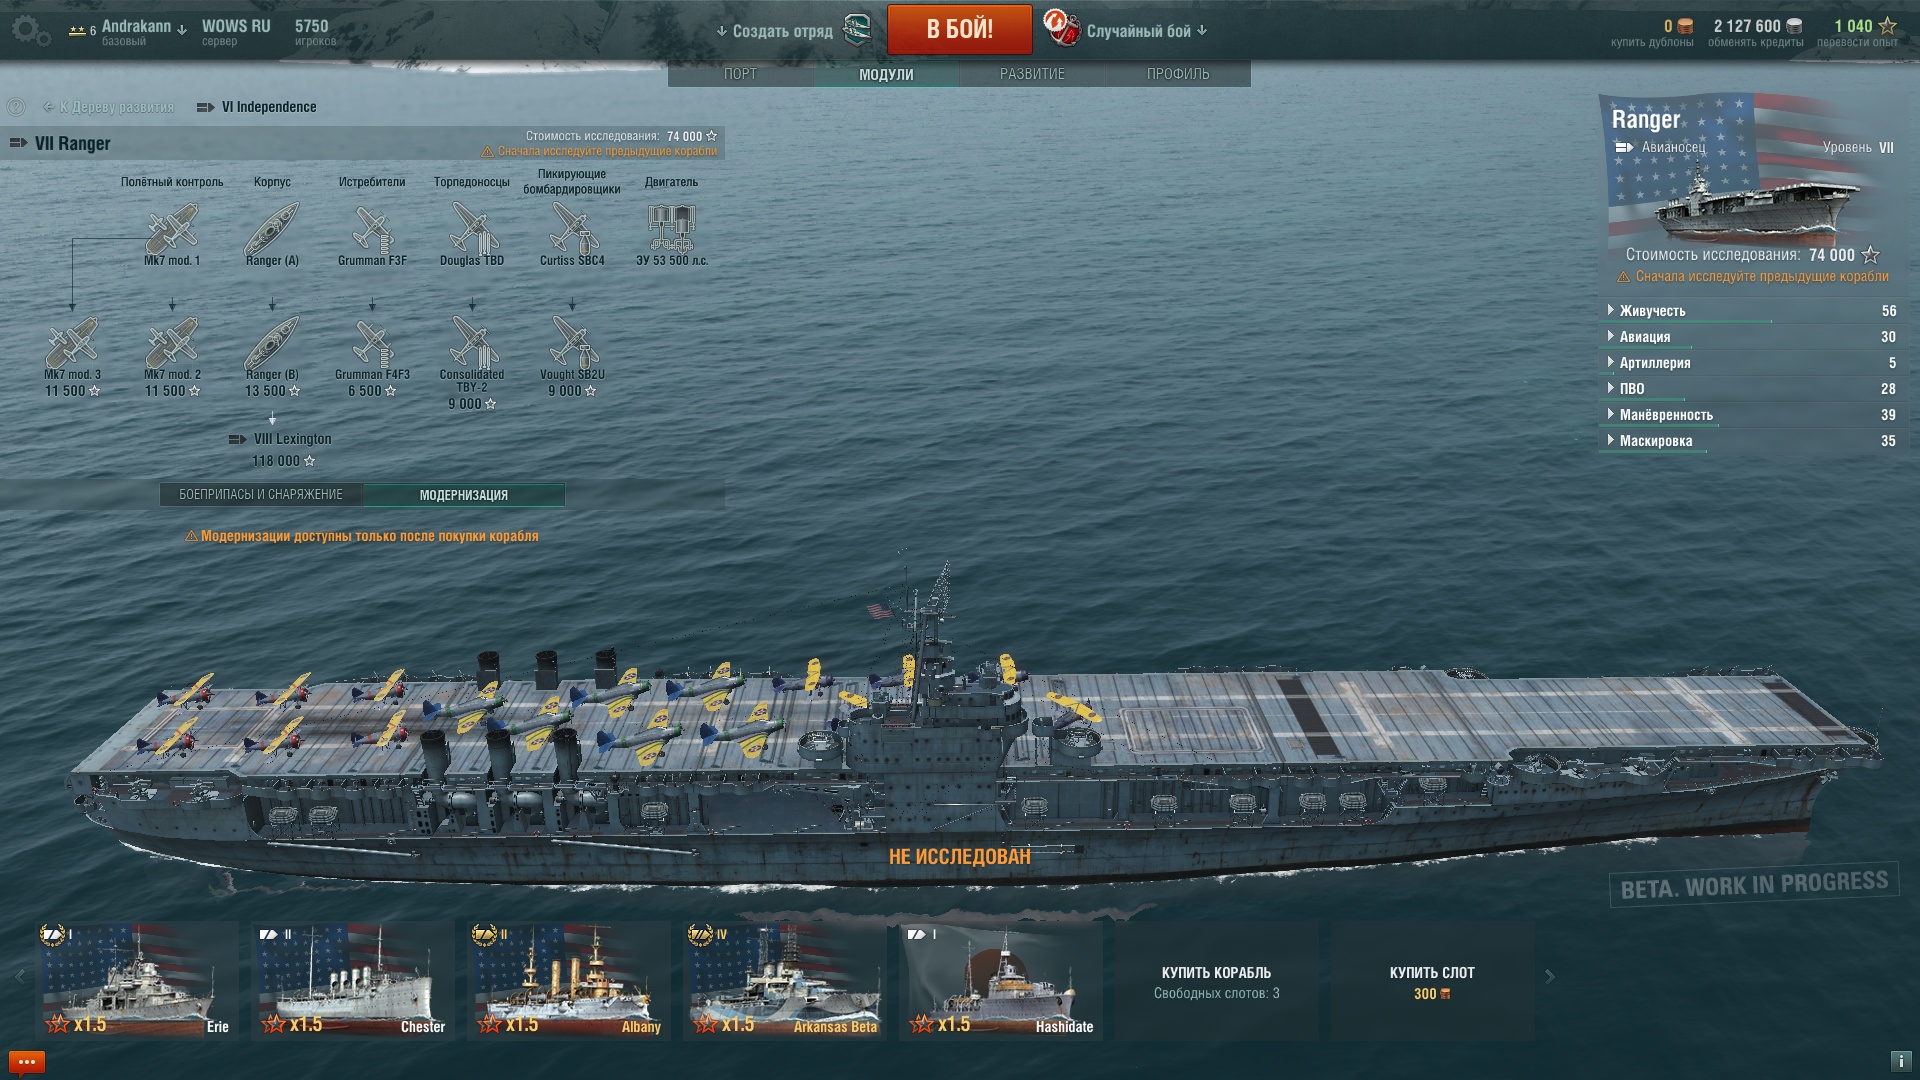 6 Andrakann
базовый
WOWS RU
сервер
5750
игроков
Создать отряд
В БОЙ!
Случайный бой
0
купить дублоны
2 127 600
обменять кредиты
1 040
перевести опыт
ПОРТ
МОДУЛИ
РАЗВИТИЕ
ПРОФИЛЬ
К Дереву развития
VI Independence
VII Ranger
Стоимость исследования: 74 000
Сначала исследуйте предыдущие корабли
Полётный контроль
Корпус
Истребители
Торпедоносцы
Пикирующие
бомбардировщики
Двигатель
Mk7 mod. 1
Ranger (A)
Grumman F3F
Douglas TBD
Curtiss SBC4
ЭУ 53 500 л.с.
Mk7 mod. 3
11 500
Mk7 mod. 2
11 500
Ranger (B)
13 500
Grumman F4F3
6 500
Consolidated
TBY-2
9 000
Vought SB2U
9 000
VIII Lexington
118 000
БОЕПРИПАСЫ И СНАРЯЖЕНИЕ
МОДЕРНИЗАЦИЯ
Модернизации доступны только после покупки корабля
Ranger
Авианосец
Уровень VII
Стоимость исследования: 74 000
Сначала исследуйте предыдущие корабли
Живучесть 56
Авиация 30
Артиллерия 5
ПВО 28
Манёвренность 39
Маскировка 35
НЕ ИССЛЕДОВАН
BETA. WORK IN PROGRESS
I
x1.5
Erie
II
x1.5
Chester
II
x1.5
Albany
IV
x1.5
Arkansas Beta
I
x1.5
Hashidate
КУПИТЬ КОРАБЛЬ
Свободных слотов: 3
КУПИТЬ СЛОТ
300